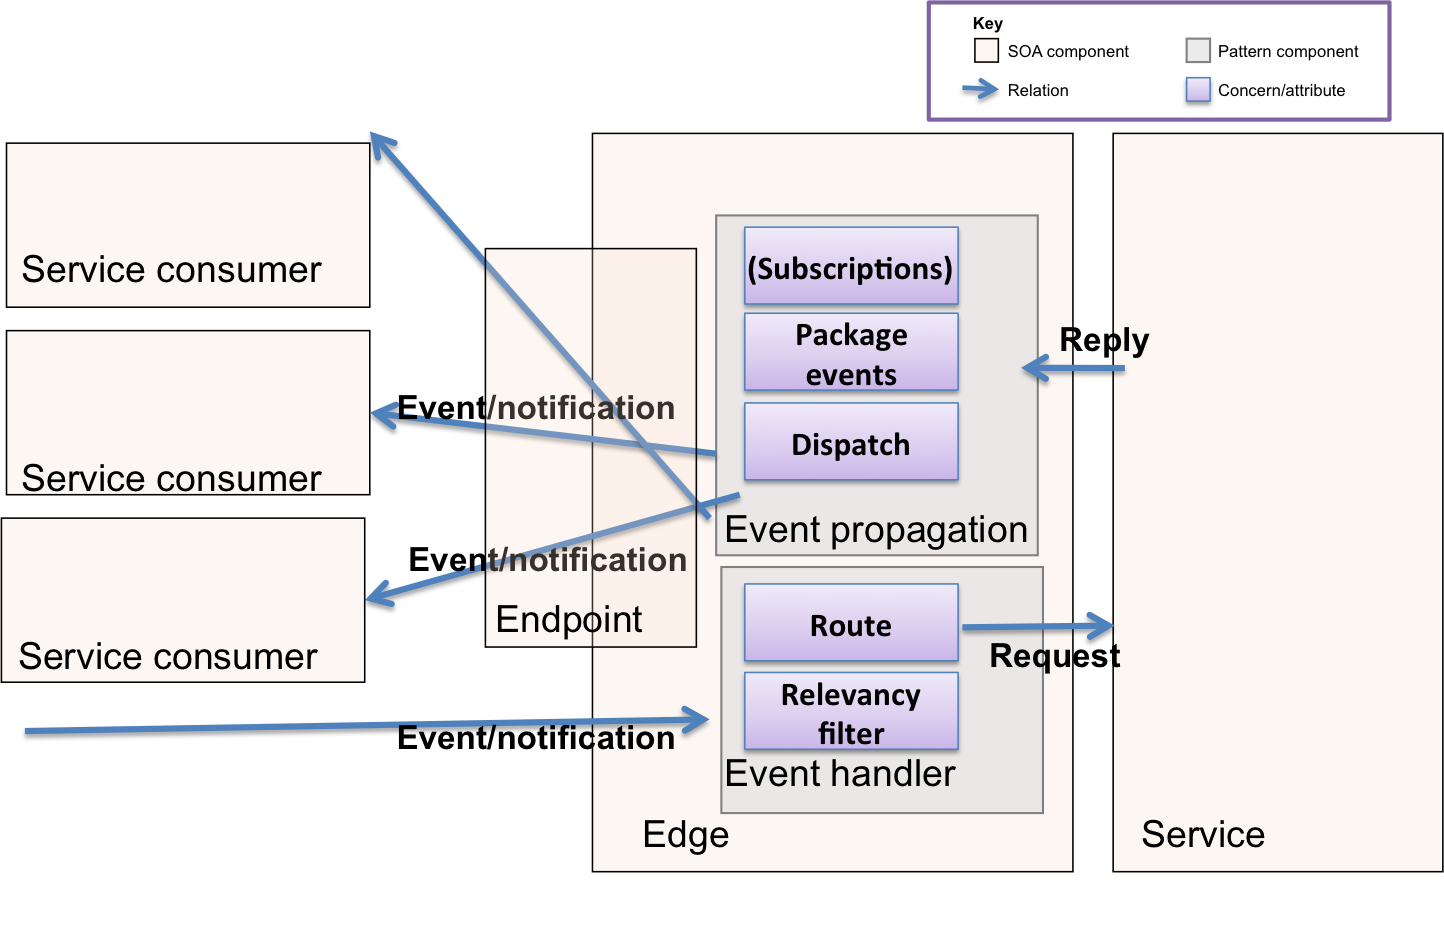 Key
SOA component
Pattern component
Relation
Concern/attribute
Service consumer
Service consumer
Service consumer
(Subscriptions)
Package
events
Dispatch
Event propagation
Reply
Event/notification
Event/notification
Endpoint
Route
Request
Relevancy
filter
Event/notification
Event handler
Edge
Service